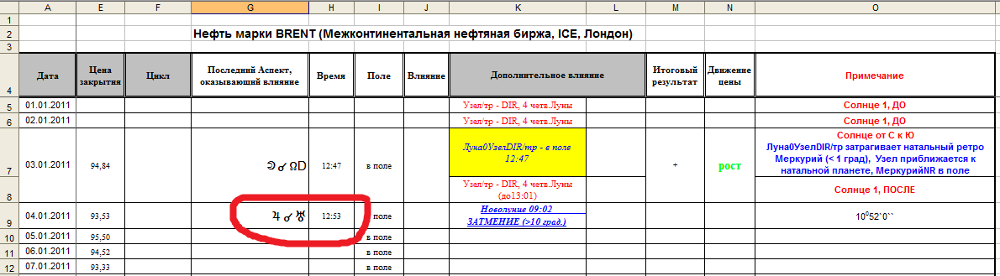 A E F G H I J K L M N O
1
2 Нефть марки BRENT (Межконтинентальная нефтяная биржа, ICE, Лондон)
3
4 Дата Цена закрытия Цикл Последний Аспект, оказывающий влияние Время Поле Влияние Дополнительное влияние Итоговый результат Движение цены Примечание
5 01.01.2011 Узел/тр - DIR, 4 четв.Луны Солнце 1, ДО
6 02.01.2011 Узел/тр - DIR, 4 четв.Луны Солнце 1, ДО
7 03.01.2011 94,84 ☽ ☌ ☊D 12:47 в поле
Луна0УзелDIR/тр - в поле
12:47
+ рост
Солнце от С к Ю
Луна0УзелDIR/тр затрагивает натальный ретро
Меркурий (< 1 град), Узел приближается к
натальной планете, МеркурийNR в поле
8 Узел/тр - DIR, 4 четв.Луны
(до13:01)
Солнце 1, ПОСЛЕ
9 04.01.2011 93,53 ♃ ☌ ♅ 12:53 поле
Новолуние 09:02
ЗАТМЕНИЕ (>10 град.)
10⁰52`0``
10 05.01.2011 95,50 в поле
11 06.01.2011 94,52 в поле
12 07.01.2011 93,33 в поле